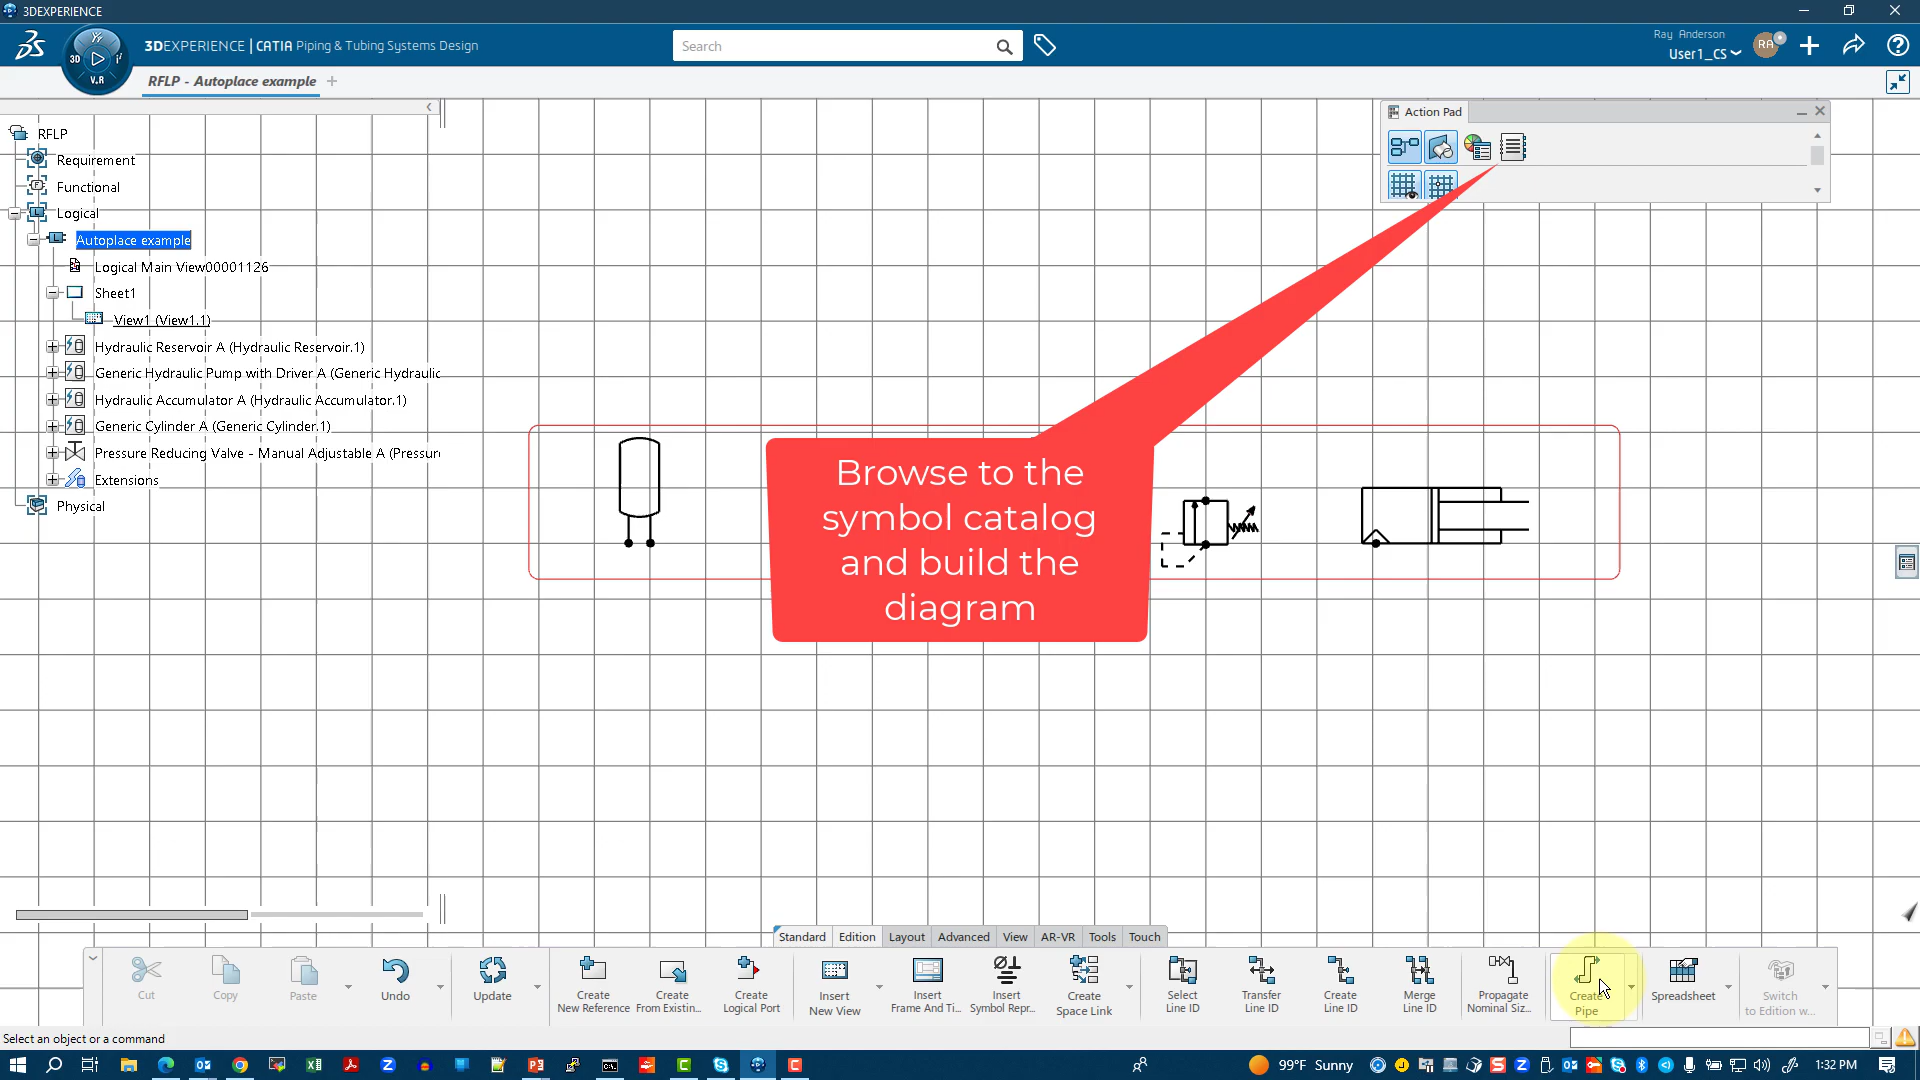 3DEXPERIENCE
3DEXPERIENCE | CATIA Piping & Tubing Systems Design
Search
Ray Anderson
User1_CS
RA
3D
V.R
RFLP - Autoplace example
Action Pad
RFLP
Requirement
Functional
Logical
Autoplace example
Logical Main View00001126
Sheet1
View1 (View1.1)
Hydraulic Reservoir A (Hydraulic Reservoir.1)
Generic Hydraulic Pump with Driver A (Generic Hydraulic
Hydraulic Accumulator A (Hydraulic Accumulator.1)
Generic Cylinder A (Generic Cylinder.1)
Pressure Reducing Valve - Manual Adjustable A (Pressure
Extensions
Physical
Browse to the
symbol catalog
and build the
diagram
Standard Edition Layout Advanced View AR-VR Tools Touch
Cut
Copy
Paste
Undo
Update
Create
New Reference
Create
From Existin...
Create
Logical Port
Insert
New View
Insert
Frame And Ti...
Insert
Symbol Repr...
Create
Space Link
Select
Line ID
Transfer
Line ID
Create
Line ID
Merge
Line ID
Propagate
Nominal Siz...
Create
Pipe
Spreadsheet
Switch
to Edition w...
Select an object or a command
99°F Sunny
1:32 PM